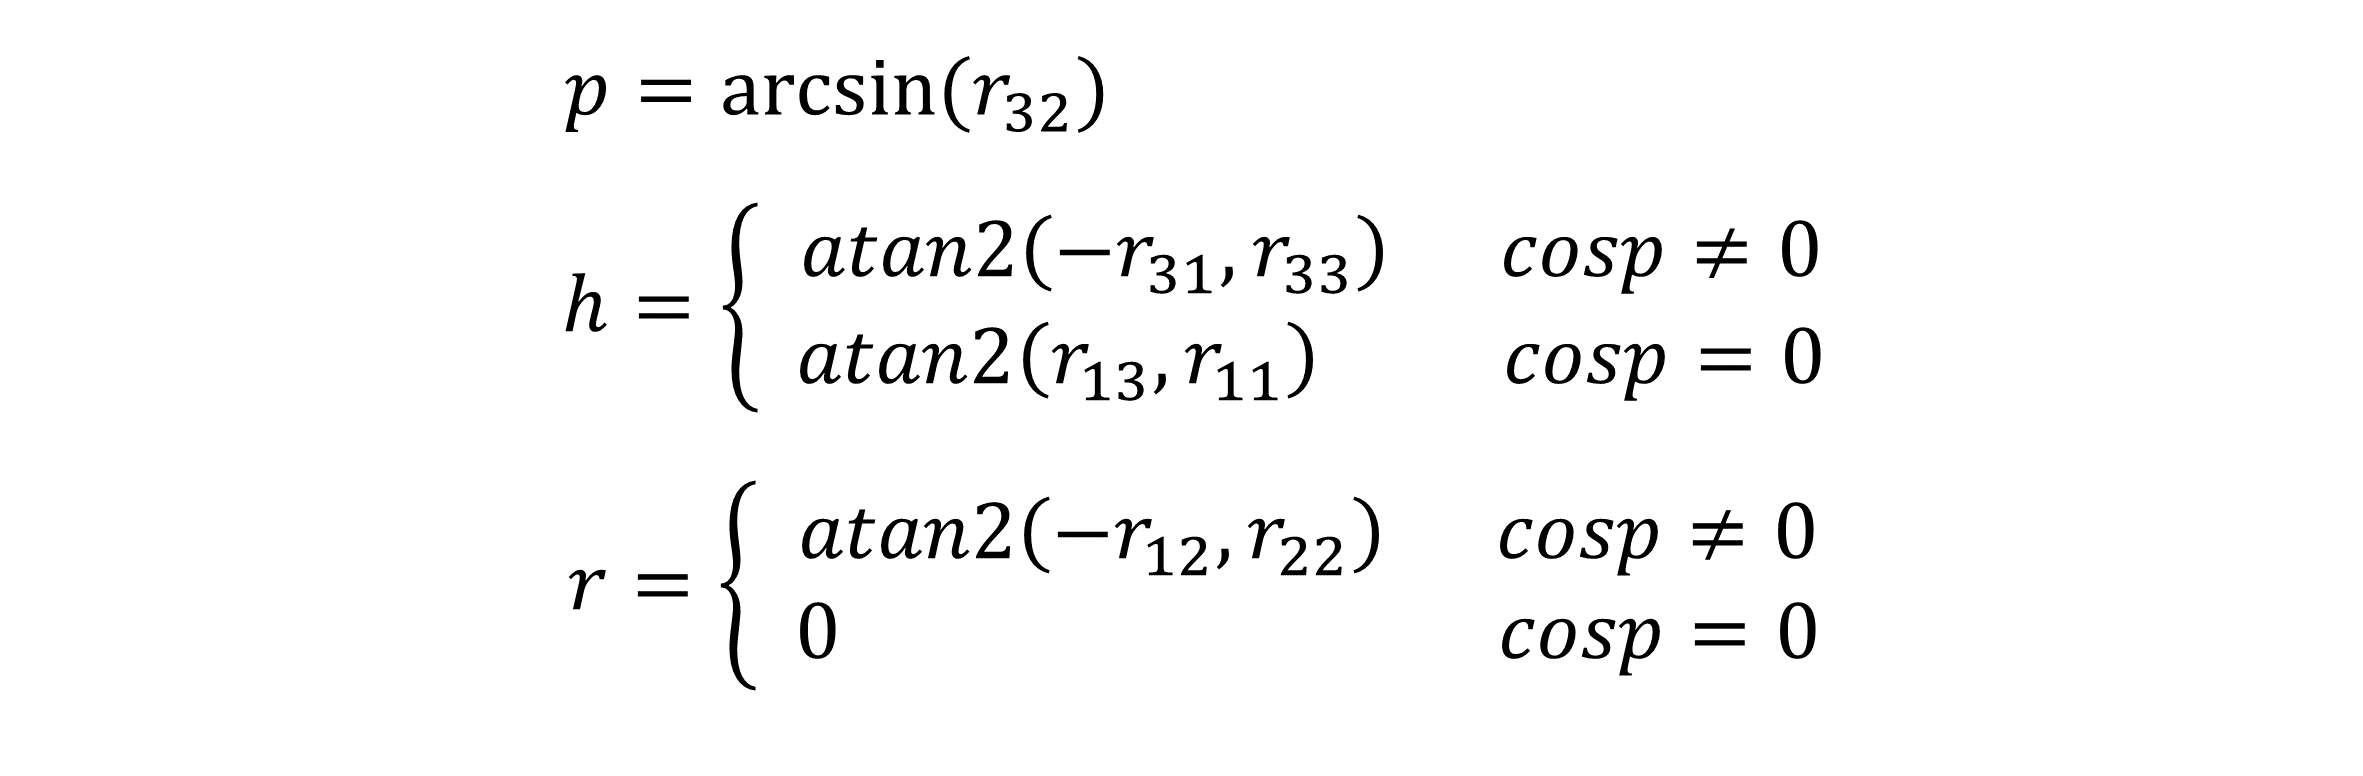 p = arcsin(r₃₂)
h = { atan2(−r₃₁, r₃₃) cosp ≠ 0
atan2(r₁₃, r₁₁) cosp = 0
r = { atan2(−r₁₂, r₂₂) cosp ≠ 0
0 cosp = 0